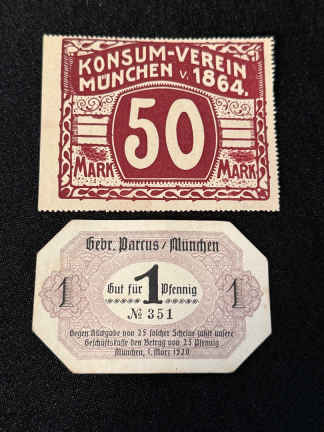 KONSUM-VEREIN
MÜNCHEN v. 1864.
50
MARK MARK
Gebr. Parcus / München
1 Gut für 1 Pfennig 1
№ 351
Gegen Rückgabe von 25 solcher Scheine zahlt unsere
Geschäftskasse den Betrag von 25 Pfennig
München, 1. März 1920